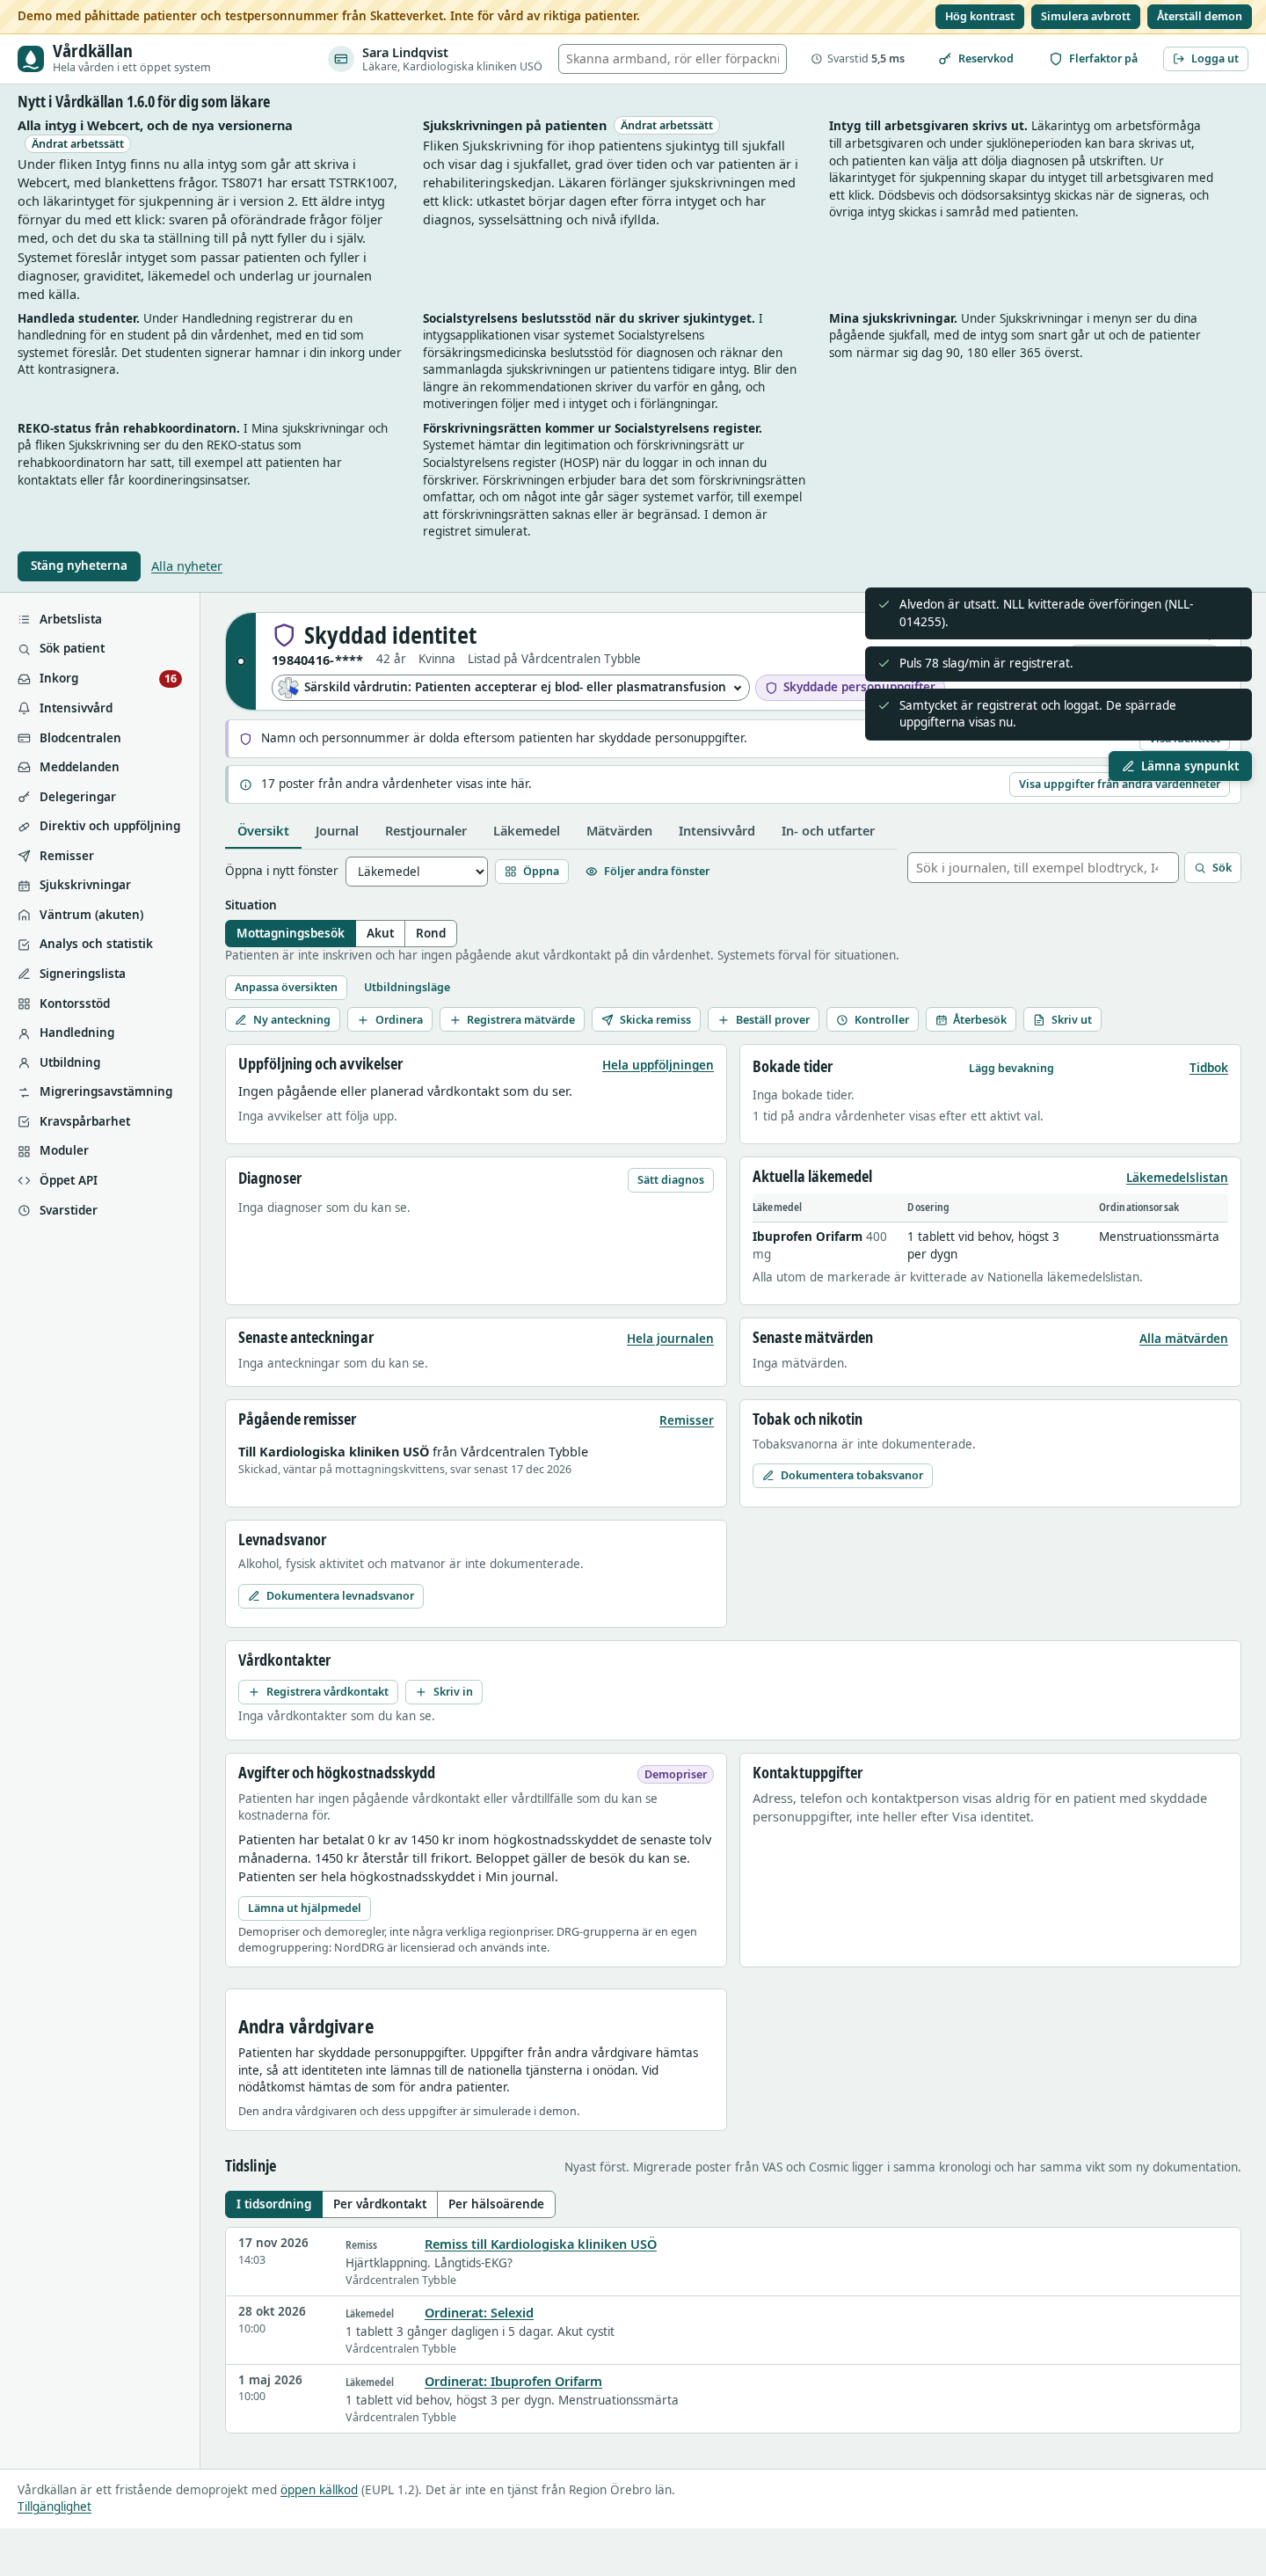 Demo med påhittade patienter och testpersonnummer från Skatteverket. Inte för vård av riktiga patienter.
Hög kontrast
Simulera avbrott
Återställ demon
Vårdkällan
Hela vården i ett öppet system
Sara Lindqvist
Läkare, Kardiologiska kliniken USÖ
Skanna armband, rör eller förpackni
Svarstid 5,5 ms
Reservkod
Flerfaktor på
Logga ut
Nytt i Vårdkällan 1.6.0 för dig som läkare
Alla intyg i Webcert, och de nya versionerna
Ändrat arbetssätt
Under fliken Intyg finns nu alla intyg som går att skriva i
Webcert, med blankettens frågor. TS8071 har ersatt TSTRK1007,
och läkarintyget för sjukpenning är i version 2. Ett äldre intyg
förnyar du med ett klick: svaren på oförändrade frågor följer
med, och det du ska ta ställning till på nytt fyller du i själv.
Systemet föreslår intyget som passar patienten och fyller i
diagnoser, graviditet, läkemedel och underlag ur journalen
med källa.
Sjukskrivningen på patienten
Ändrat arbetssätt
Fliken Sjukskrivning för ihop patientens sjukintyg till sjukfall
och visar dag i sjukfallet, grad över tiden och var patienten är i
rehabiliteringskedjan. Läkaren förlänger sjukskrivningen med
ett klick: utkastet börjar dagen efter förra intyget och har
diagnos, sysselsättning och nivå ifyllda.
Intyg till arbetsgivaren skrivs ut. Läkarintyg om arbetsförmåga
till arbetsgivaren och under sjuklöneperioden kan bara skrivas ut,
och patienten kan välja att dölja diagnosen på utskriften. Ur
läkarintyget för sjukpenning skapar du intyget till arbetsgivaren med
ett klick. Dödsbevis och dödsorsaksintyg skickas när de signeras, och
övriga intyg skickas i samråd med patienten.
Handleda studenter. Under Handledning registrerar du en
handledning för en student på din vårdenhet, med en tid som
systemet föreslår. Det studenten signerar hamnar i din inkorg under
Att kontrasignera.
Socialstyrelsens beslutsstöd när du skriver sjukintyget. I
intygsapplikationen visar systemet Socialstyrelsens
försäkringsmedicinska beslutsstöd för diagnosen och räknar den
sammanlagda sjukskrivningen ur patientens tidigare intyg. Blir den
längre än rekommendationen skriver du varför en gång, och
motiveringen följer med i intyget och i förlängningar.
Mina sjukskrivningar. Under Sjukskrivningar i menyn ser du dina
pågående sjukfall, med de intyg som snart går ut och de patienter
som närmar sig dag 90, 180 eller 365 överst.
REKO-status från rehabkoordinatorn. I Mina sjukskrivningar och
på fliken Sjukskrivning ser du den REKO-status som
rehabkoordinatorn har satt, till exempel att patienten har
kontaktats eller får koordineringsinsatser.
Förskrivningsrätten kommer ur Socialstyrelsens register.
Systemet hämtar din legitimation och förskrivningsrätt ur
Socialstyrelsens register (HOSP) när du loggar in och innan du
förskriver. Förskrivningen erbjuder bara det som förskrivningsrätten
omfattar, och om något inte går säger systemet varför, till exempel
att förskrivningsrätten saknas eller är begränsad. I demon är
registret simulerat.
Stäng nyheterna
Alla nyheter
Arbetslista
Sök patient
Inkorg 16
Intensivvård
Blodcentralen
Meddelanden
Delegeringar
Direktiv och uppföljning
Remisser
Sjukskrivningar
Väntrum (akuten)
Analys och statistik
Signeringslista
Kontorsstöd
Handledning
Utbildning
Migreringsavstämning
Kravspårbarhet
Moduler
Öppet API
Svarstider
Skyddad identitet
19840416-**** 42 år Kvinna Listad på Vårdcentralen Tybble
Särskild vårdrutin: Patienten accepterar ej blod- eller plasmatransfusion
Skyddade personuppgifter
Alvedon är utsatt. NLL kvitterade överföringen (NLL-
014255).
Puls 78 slag/min är registrerat.
Samtycket är registrerat och loggat. De spärrade
uppgifterna visas nu.
Namn och personnummer är dolda eftersom patienten har skyddade personuppgifter.
Visa identitet
Lämna synpunkt
17 poster från andra vårdenheter visas inte här.
Visa uppgifter från andra vårdenheter
Översikt
Journal
Restjournaler
Läkemedel
Mätvärden
Intensivvård
In- och utfarter
Öppna i nytt fönster
Läkemedel
Öppna
Följer andra fönster
Sök i journalen, till exempel blodtryck, I
Sök
Situation
Mottagningsbesök
Akut
Rond
Patienten är inte inskriven och har ingen pågående akut vårdkontakt på din vårdenhet. Systemets förval för situationen.
Anpassa översikten
Utbildningsläge
Ny anteckning
Ordinera
Registrera mätvärde
Skicka remiss
Beställ prover
Kontroller
Återbesök
Skriv ut
Uppföljning och avvikelser
Hela uppföljningen
Ingen pågående eller planerad vårdkontakt som du ser.
Inga avvikelser att följa upp.
Bokade tider
Lägg bevakning
Tidbok
Inga bokade tider.
1 tid på andra vårdenheter visas efter ett aktivt val.
Diagnoser
Sätt diagnos
Inga diagnoser som du kan se.
Aktuella läkemedel
Läkemedelslistan
Läkemedel Dosering Ordinationsorsak
Ibuprofen Orifarm 400
mg
1 tablett vid behov, högst 3
per dygn
Menstruationssmärta
Alla utom de markerade är kvitterade av Nationella läkemedelslistan.
Senaste anteckningar
Hela journalen
Inga anteckningar som du kan se.
Senaste mätvärden
Alla mätvärden
Inga mätvärden.
Pågående remisser
Remisser
Till Kardiologiska kliniken USÖ från Vårdcentralen Tybble
Skickad, väntar på mottagningskvittens, svar senast 17 dec 2026
Tobak och nikotin
Tobaksvanorna är inte dokumenterade.
Dokumentera tobaksvanor
Levnadsvanor
Alkohol, fysisk aktivitet och matvanor är inte dokumenterade.
Dokumentera levnadsvanor
Vårdkontakter
Registrera vårdkontakt
Skriv in
Inga vårdkontakter som du kan se.
Avgifter och högkostnadsskydd
Demopriser
Patienten har ingen pågående vårdkontakt eller vårdtillfälle som du kan se
kostnaderna för.
Patienten har betalat 0 kr av 1450 kr inom högkostnadsskyddet de senaste tolv
månaderna. 1450 kr återstår till frikort. Beloppet gäller de besök du kan se.
Patienten ser hela högkostnadsskyddet i Min journal.
Lämna ut hjälpmedel
Demopriser och demoregler, inte några verkliga regionpriser. DRG-grupperna är en egen
demogruppering: NordDRG är licensierad och används inte.
Kontaktuppgifter
Adress, telefon och kontaktperson visas aldrig för en patient med skyddade
personuppgifter, inte heller efter Visa identitet.
Andra vårdgivare
Patienten har skyddade personuppgifter. Uppgifter från andra vårdgivare hämtas
inte, så att identiteten inte lämnas till de nationella tjänsterna i onödan. Vid
nödåtkomst hämtas de som för andra patienter.
Den andra vårdgivaren och dess uppgifter är simulerade i demon.
Tidslinje
Nyast först. Migrerade poster från VAS och Cosmic ligger i samma kronologi och har samma vikt som ny dokumentation.
I tidsordning
Per vårdkontakt
Per hälsoärende
17 nov 2026
14:03
Remiss
Remiss till Kardiologiska kliniken USÖ
Hjärtklappning. Långtids-EKG?
Vårdcentralen Tybble
28 okt 2026
10:00
Läkemedel
Ordinerat: Selexid
1 tablett 3 gånger dagligen i 5 dagar. Akut cystit
Vårdcentralen Tybble
1 maj 2026
10:00
Läkemedel
Ordinerat: Ibuprofen Orifarm
1 tablett vid behov, högst 3 per dygn. Menstruationssmärta
Vårdcentralen Tybble
Vårdkällan är ett fristående demoprojekt med öppen källkod (EUPL 1.2). Det är inte en tjänst från Region Örebro län.
Tillgänglighet